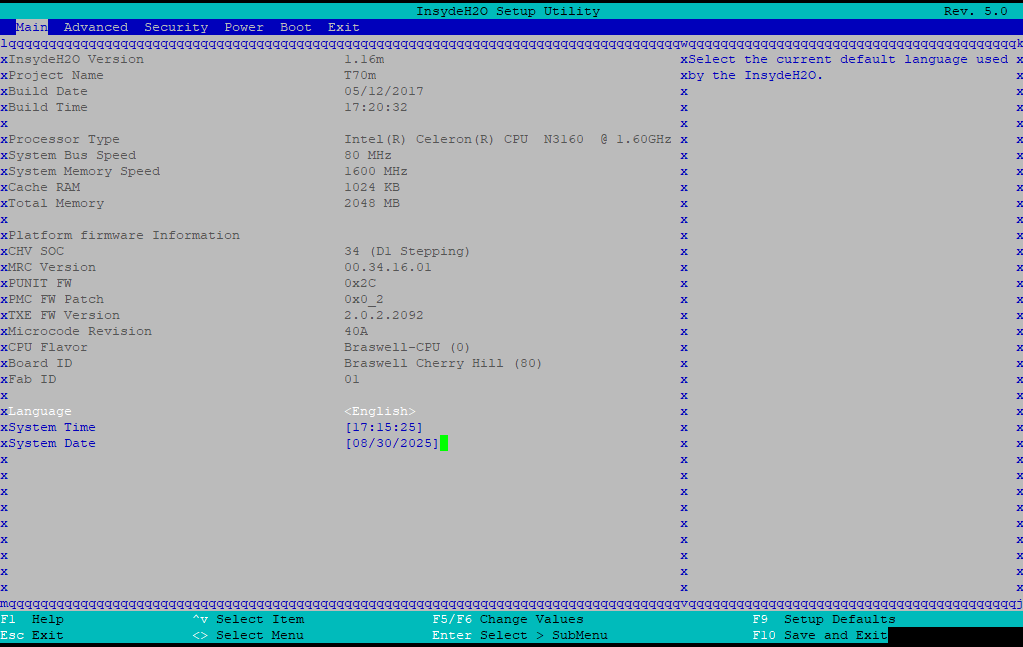 InsydeH2O Setup Utility Rev. 5.0
Main Advanced Security Power Boot Exit
lqqqqqqqqqqqqqqqqqqqqqqqqqqqqqqqqqqqqqqqqqqqqqqqqqqqqqqqqqqqqqqqqqqqqqqqqqqqqqqqqqqqqwqqqqqqqqqqqqqqqqqqqqqqqqqqqqqqqqqqqqqqqqqk
xInsydeH2O Version 1.16m xSelect the current default language used x
xProject Name T70m xby the InsydeH2O. x
xBuild Date 05/12/2017 x x
xBuild Time 17:20:32 x x
x x x
xProcessor Type Intel(R) Celeron(R) CPU N3160 @ 1.60GHz x x
xSystem Bus Speed 80 MHz x x
xSystem Memory Speed 1600 MHz x x
xCache RAM 1024 KB x x
xTotal Memory 2048 MB x x
x x x
xPlatform firmware Information x x
xCHV SOC 34 (D1 Stepping) x x
xMRC Version 00.34.16.01 x x
xPUNIT FW 0x2C x x
xPMC FW Patch 0x0_2 x x
xTXE FW Version 2.0.2.2092 x x
xMicrocode Revision 40A x x
xCPU Flavor Braswell-CPU (0) x x
xBoard ID Braswell Cherry Hill (80) x x
xFab ID 01 x x
x x x
xLanguage <English> x x
xSystem Time [17:15:25] x x
xSystem Date [08/30/2025] x x
x x x
x x x
x x x
x x x
x x x
x x x
x x x
x x x
x x x
mqqqqqqqqqqqqqqqqqqqqqqqqqqqqqqqqqqqqqqqqqqqqqqqqqqqqqqqqqqqqqqqqqqqqqqqqqqqqqqqqqqqqvqqqqqqqqqqqqqqqqqqqqqqqqqqqqqqqqqqqqqqqqqj
F1 Help ^v Select Item F5/F6 Change Values F9 Setup Defaults
Esc Exit <> Select Menu Enter Select > SubMenu F10 Save and Exit